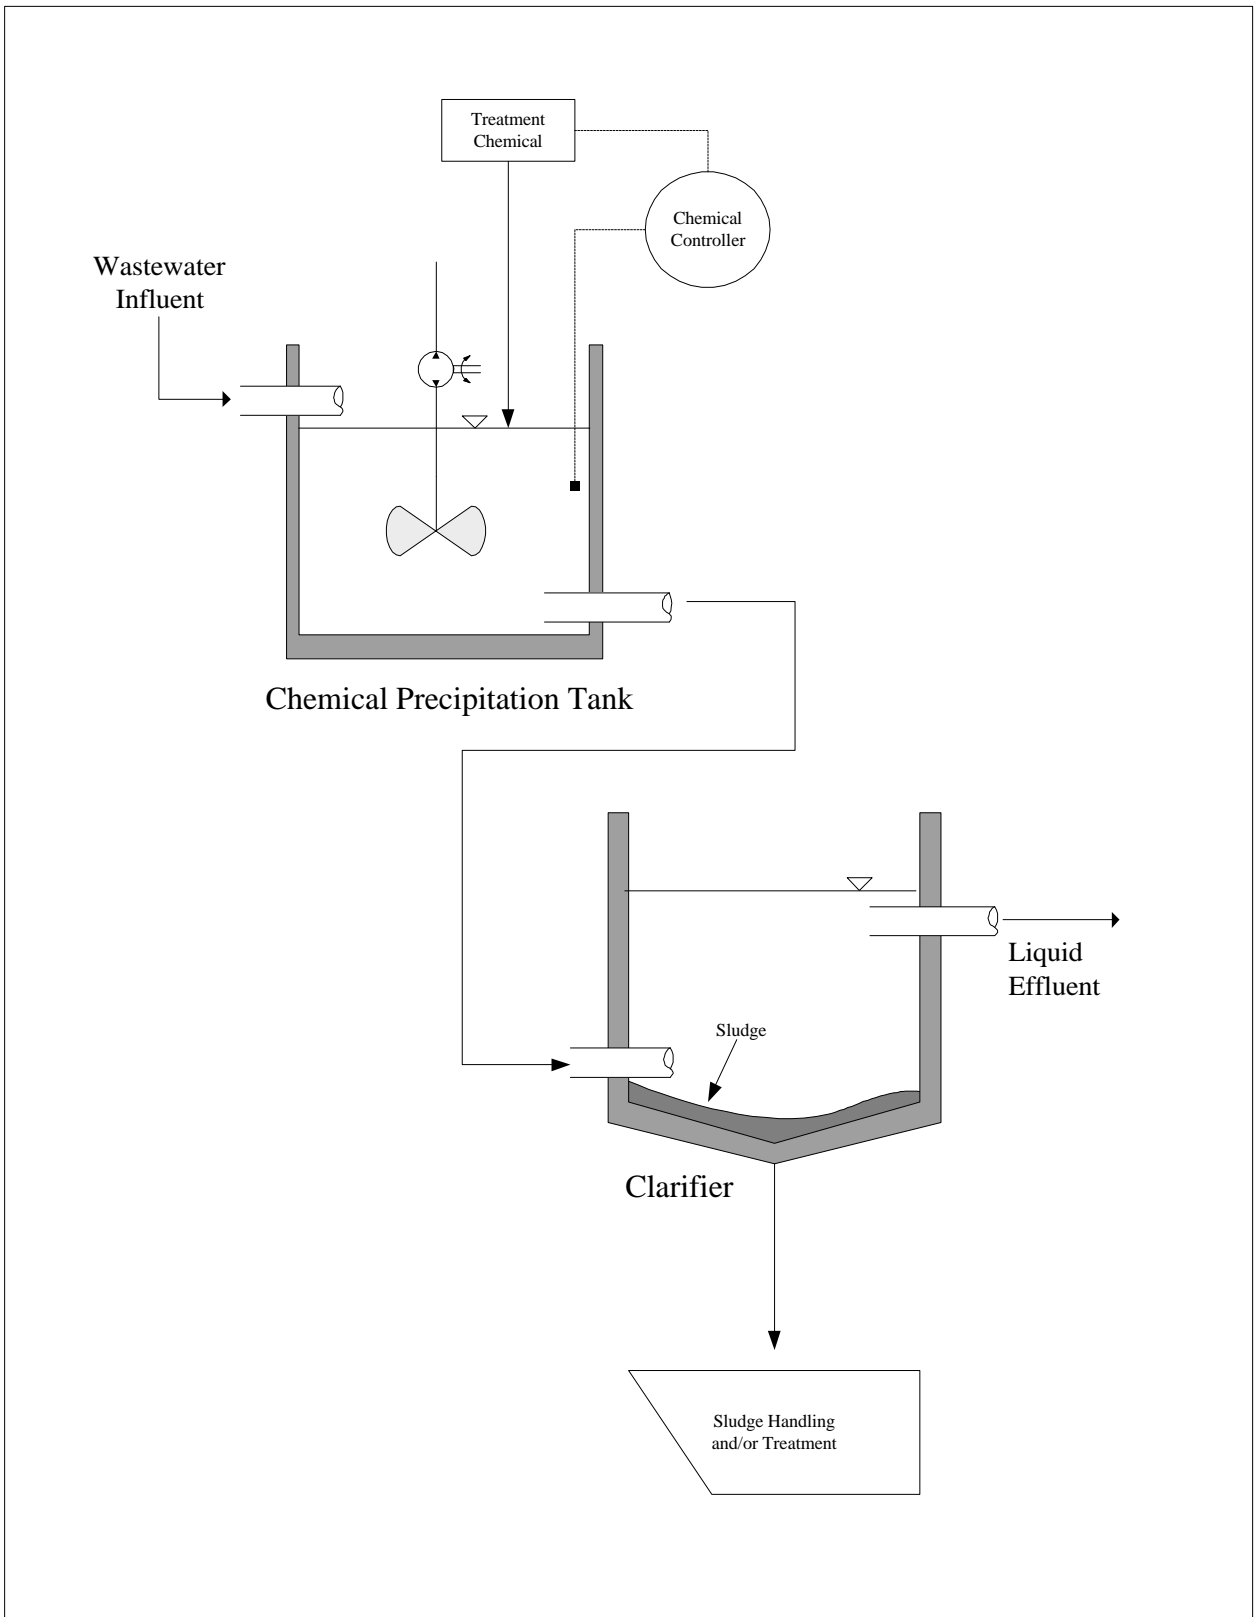 Treatment
Chemical
Chemical
Controller
Wastewater
Influent
Chemical Precipitation Tank
Liquid
Effluent
Sludge
Clarifier
Sludge Handling
and/or Treatment